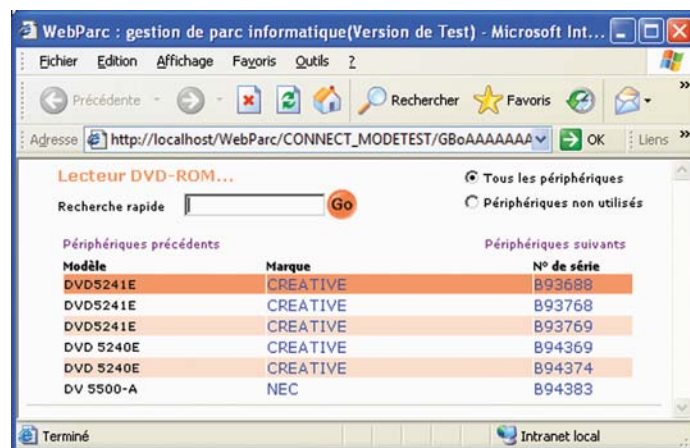 WebParc : gestion de parc informatique(Version de Test) - Microsoft Int...
Fichier Edition Affichage Favoris Outils ?
Précédente Rechercher Favoris »
Adresse http://localhost/WebParc/CONNECT_MODETEST/GBoAAAAAAA OK Liens »
Lecteur DVD-ROM... Tous les périphériques
Recherche rapide Go Périphériques non utilisés
Périphériques précédents Périphériques suivants
Modèle Marque N° de série
DVD5241E CREATIVE B93688
DVD5241E CREATIVE B93768
DVD5241E CREATIVE B93769
DVD 5240E CREATIVE B94369
DVD 5240E CREATIVE B94374
DV 5500-A NEC B94383
Terminé Intranet local